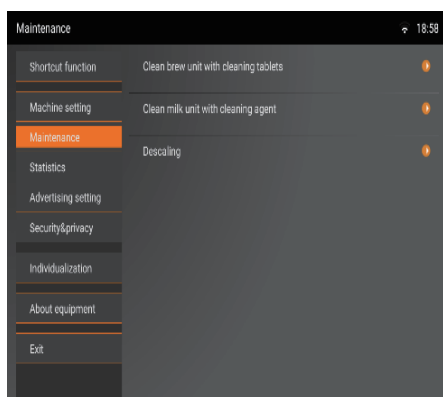 Maintenance 18:58
Shortcut function
Machine setting
Maintenance
Statistics
Advertising setting
Security&privacy
Individualization
About equipment
Exit
Clean brew unit with cleaning tablets
Clean milk unit with cleaning agent
Descaling